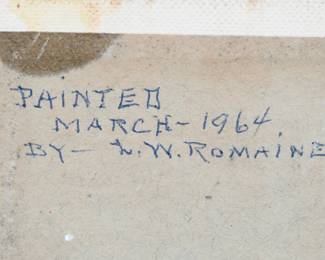 PAINTED
MARCH - 1964
BY - L.W. ROMAINE